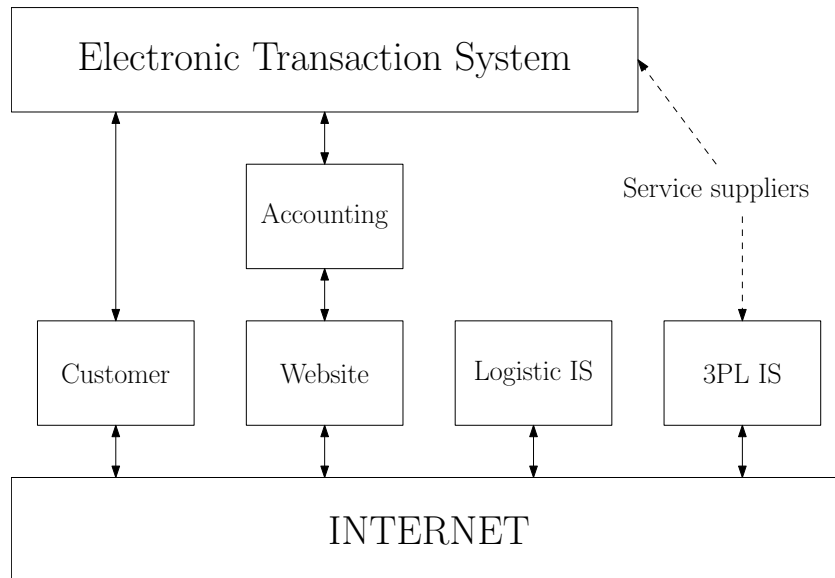 Electronic Transaction System
Service suppliers
Accounting
Customer
Website
Logistic IS
3PL IS
INTERNET